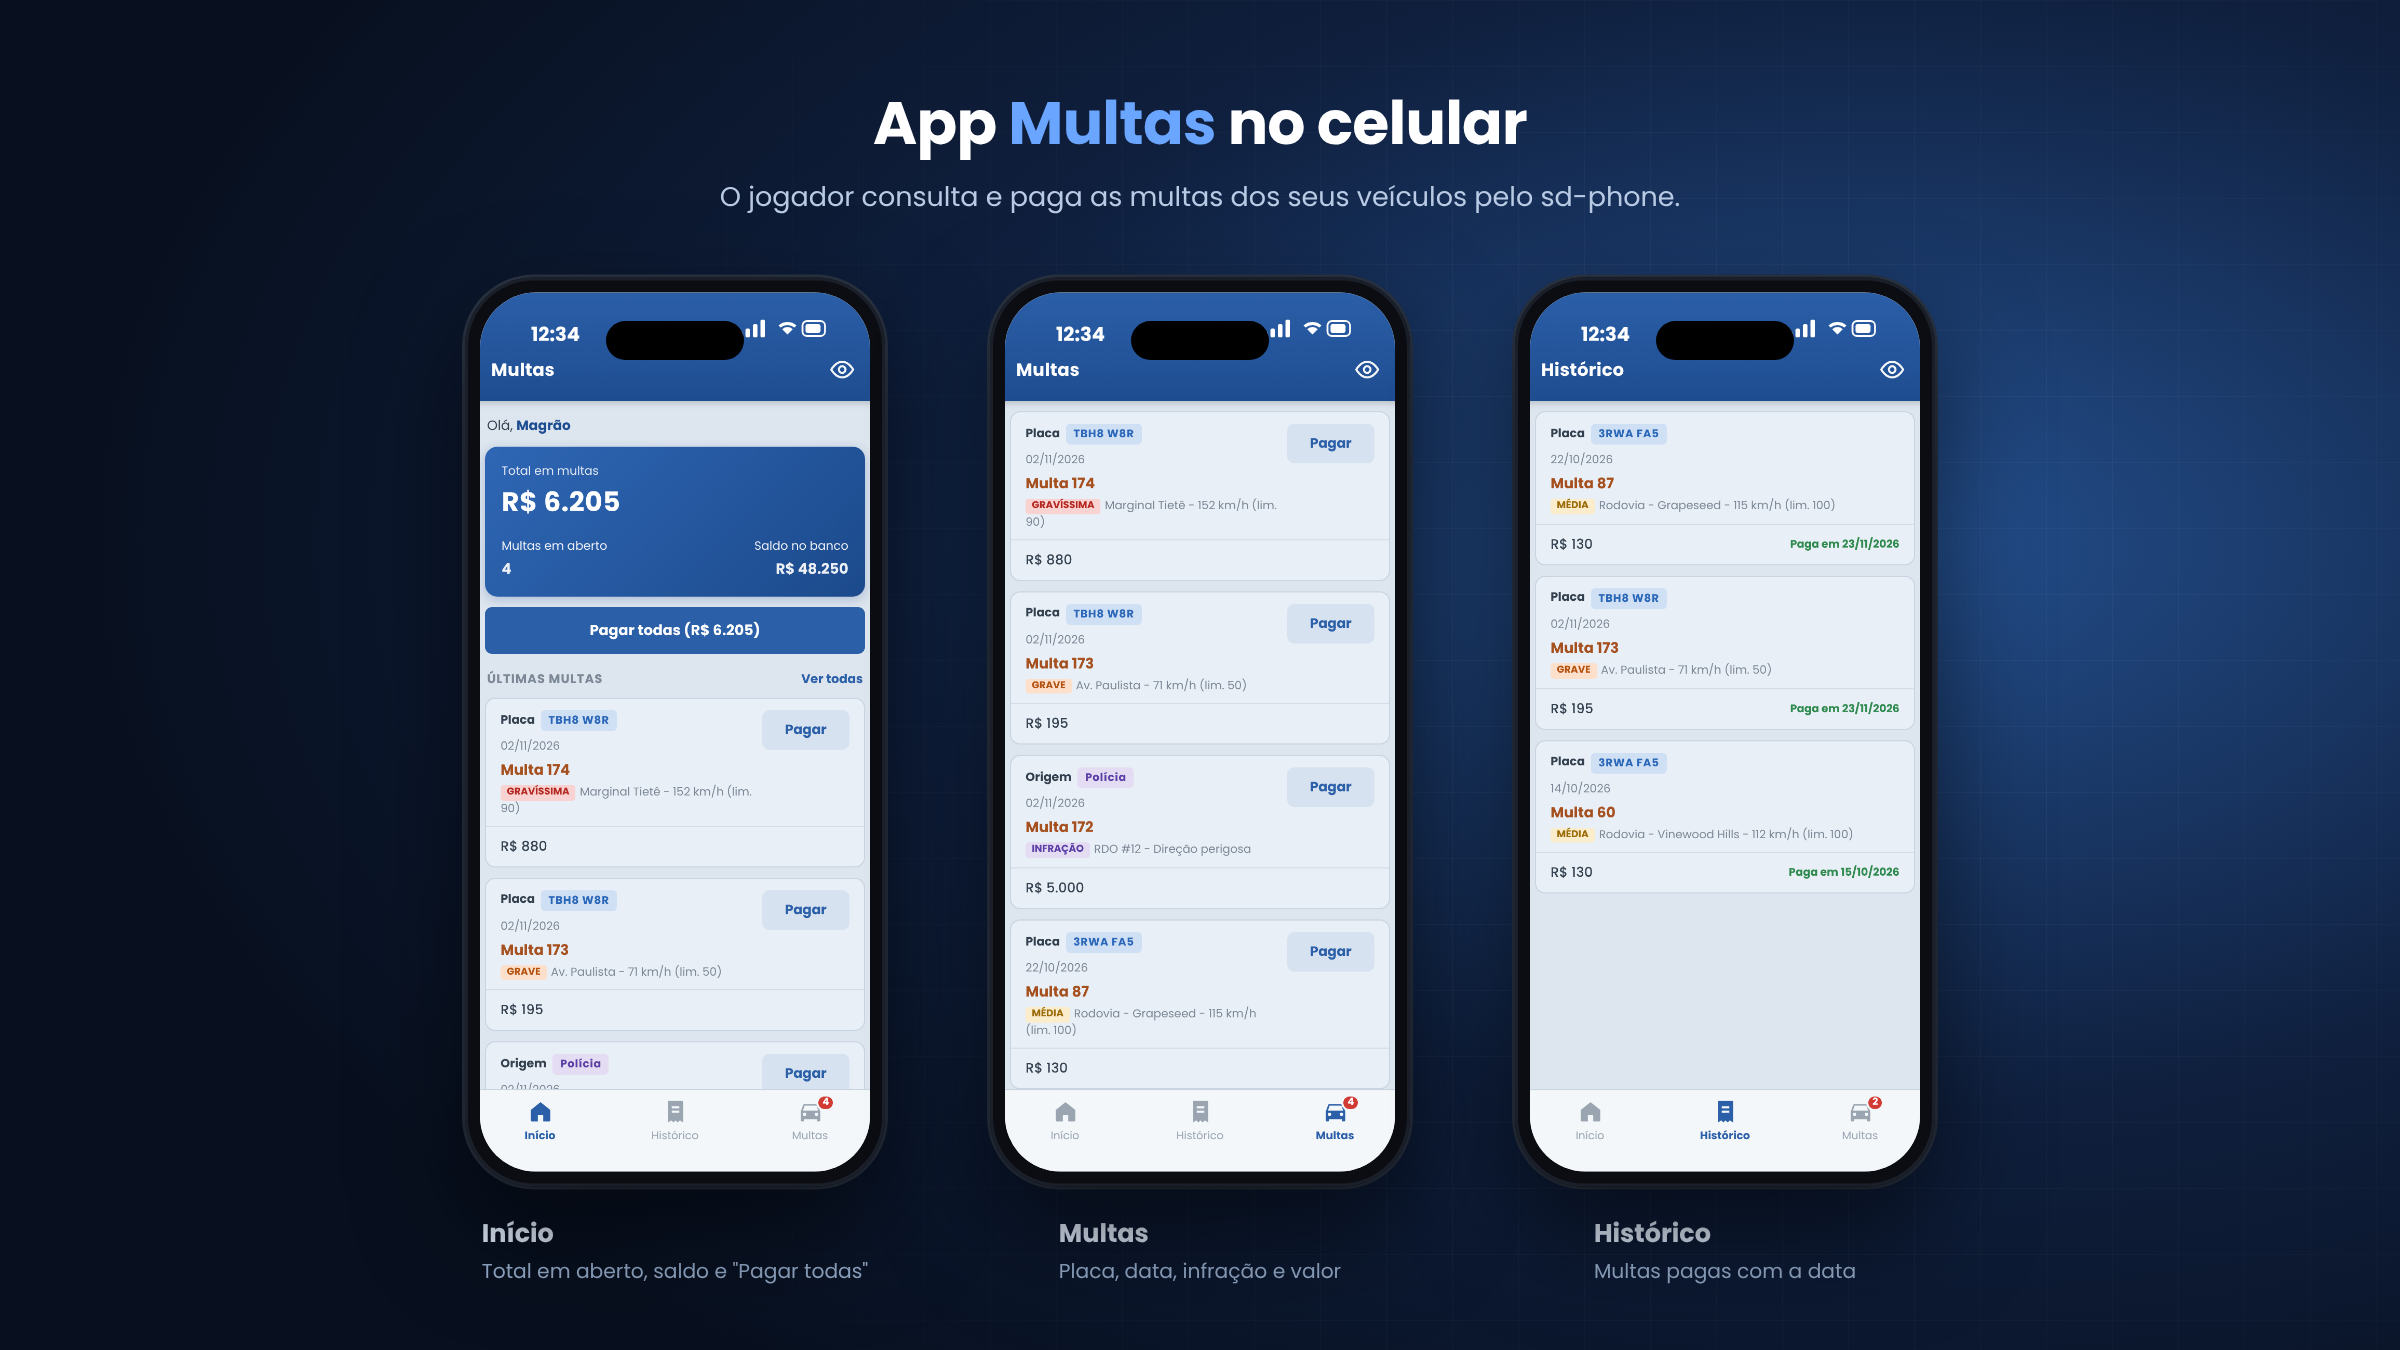 App Multas no celular
O jogador consulta e paga as multas dos seus veículos pelo sd-phone.
12:34
Multas
Olá, Magrão
Total em multas
R$ 6.205
Multas em aberto Saldo no banco
4 R$ 48.250
Pagar todas (R$ 6.205)
ÚLTIMAS MULTAS Ver todas
Placa TBH8 W8R Pagar
02/11/2026
Multa 174
GRAVÍSSIMA Marginal Tietê - 152 km/h (lim.
90)
R$ 880
Placa TBH8 W8R Pagar
02/11/2026
Multa 173
GRAVE Av. Paulista - 71 km/h (lim. 50)
R$ 195
Origem Polícia Pagar
02/11/2026
4
Início Histórico Multas
12:34
Multas
Placa TBH8 W8R Pagar
02/11/2026
Multa 174
GRAVÍSSIMA Marginal Tietê - 152 km/h (lim.
90)
R$ 880
Placa TBH8 W8R Pagar
02/11/2026
Multa 173
GRAVE Av. Paulista - 71 km/h (lim. 50)
R$ 195
Origem Polícia Pagar
02/11/2026
Multa 172
INFRAÇÃO RDO #12 - Direção perigosa
R$ 5.000
Placa 3RWA FA5 Pagar
22/10/2026
Multa 87
MÉDIA Rodovia - Grapeseed - 115 km/h
(lim. 100)
R$ 130
4
Início Histórico Multas
12:34
Histórico
Placa 3RWA FA5
22/10/2026
Multa 87
MÉDIA Rodovia - Grapeseed - 115 km/h (lim. 100)
R$ 130 Paga em 23/11/2026
Placa TBH8 W8R
02/11/2026
Multa 173
GRAVE Av. Paulista - 71 km/h (lim. 50)
R$ 195 Paga em 23/11/2026
Placa 3RWA FA5
14/10/2026
Multa 60
MÉDIA Rodovia - Vinewood Hills - 112 km/h (lim. 100)
R$ 130 Paga em 15/10/2026
2
Início Histórico Multas
Início
Total em aberto, saldo e "Pagar todas"
Multas
Placa, data, infração e valor
Histórico
Multas pagas com a data